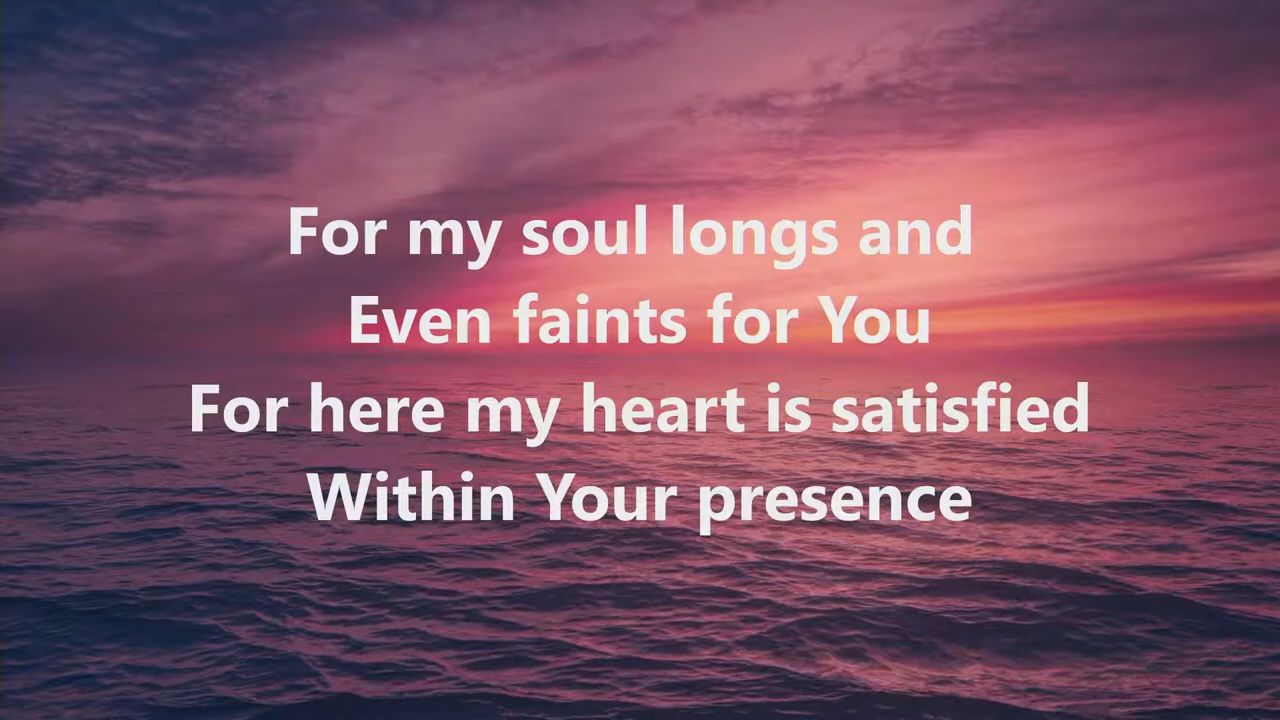 For my soul longs and
Even faints for You
For here my heart is satisfied
Within Your presence